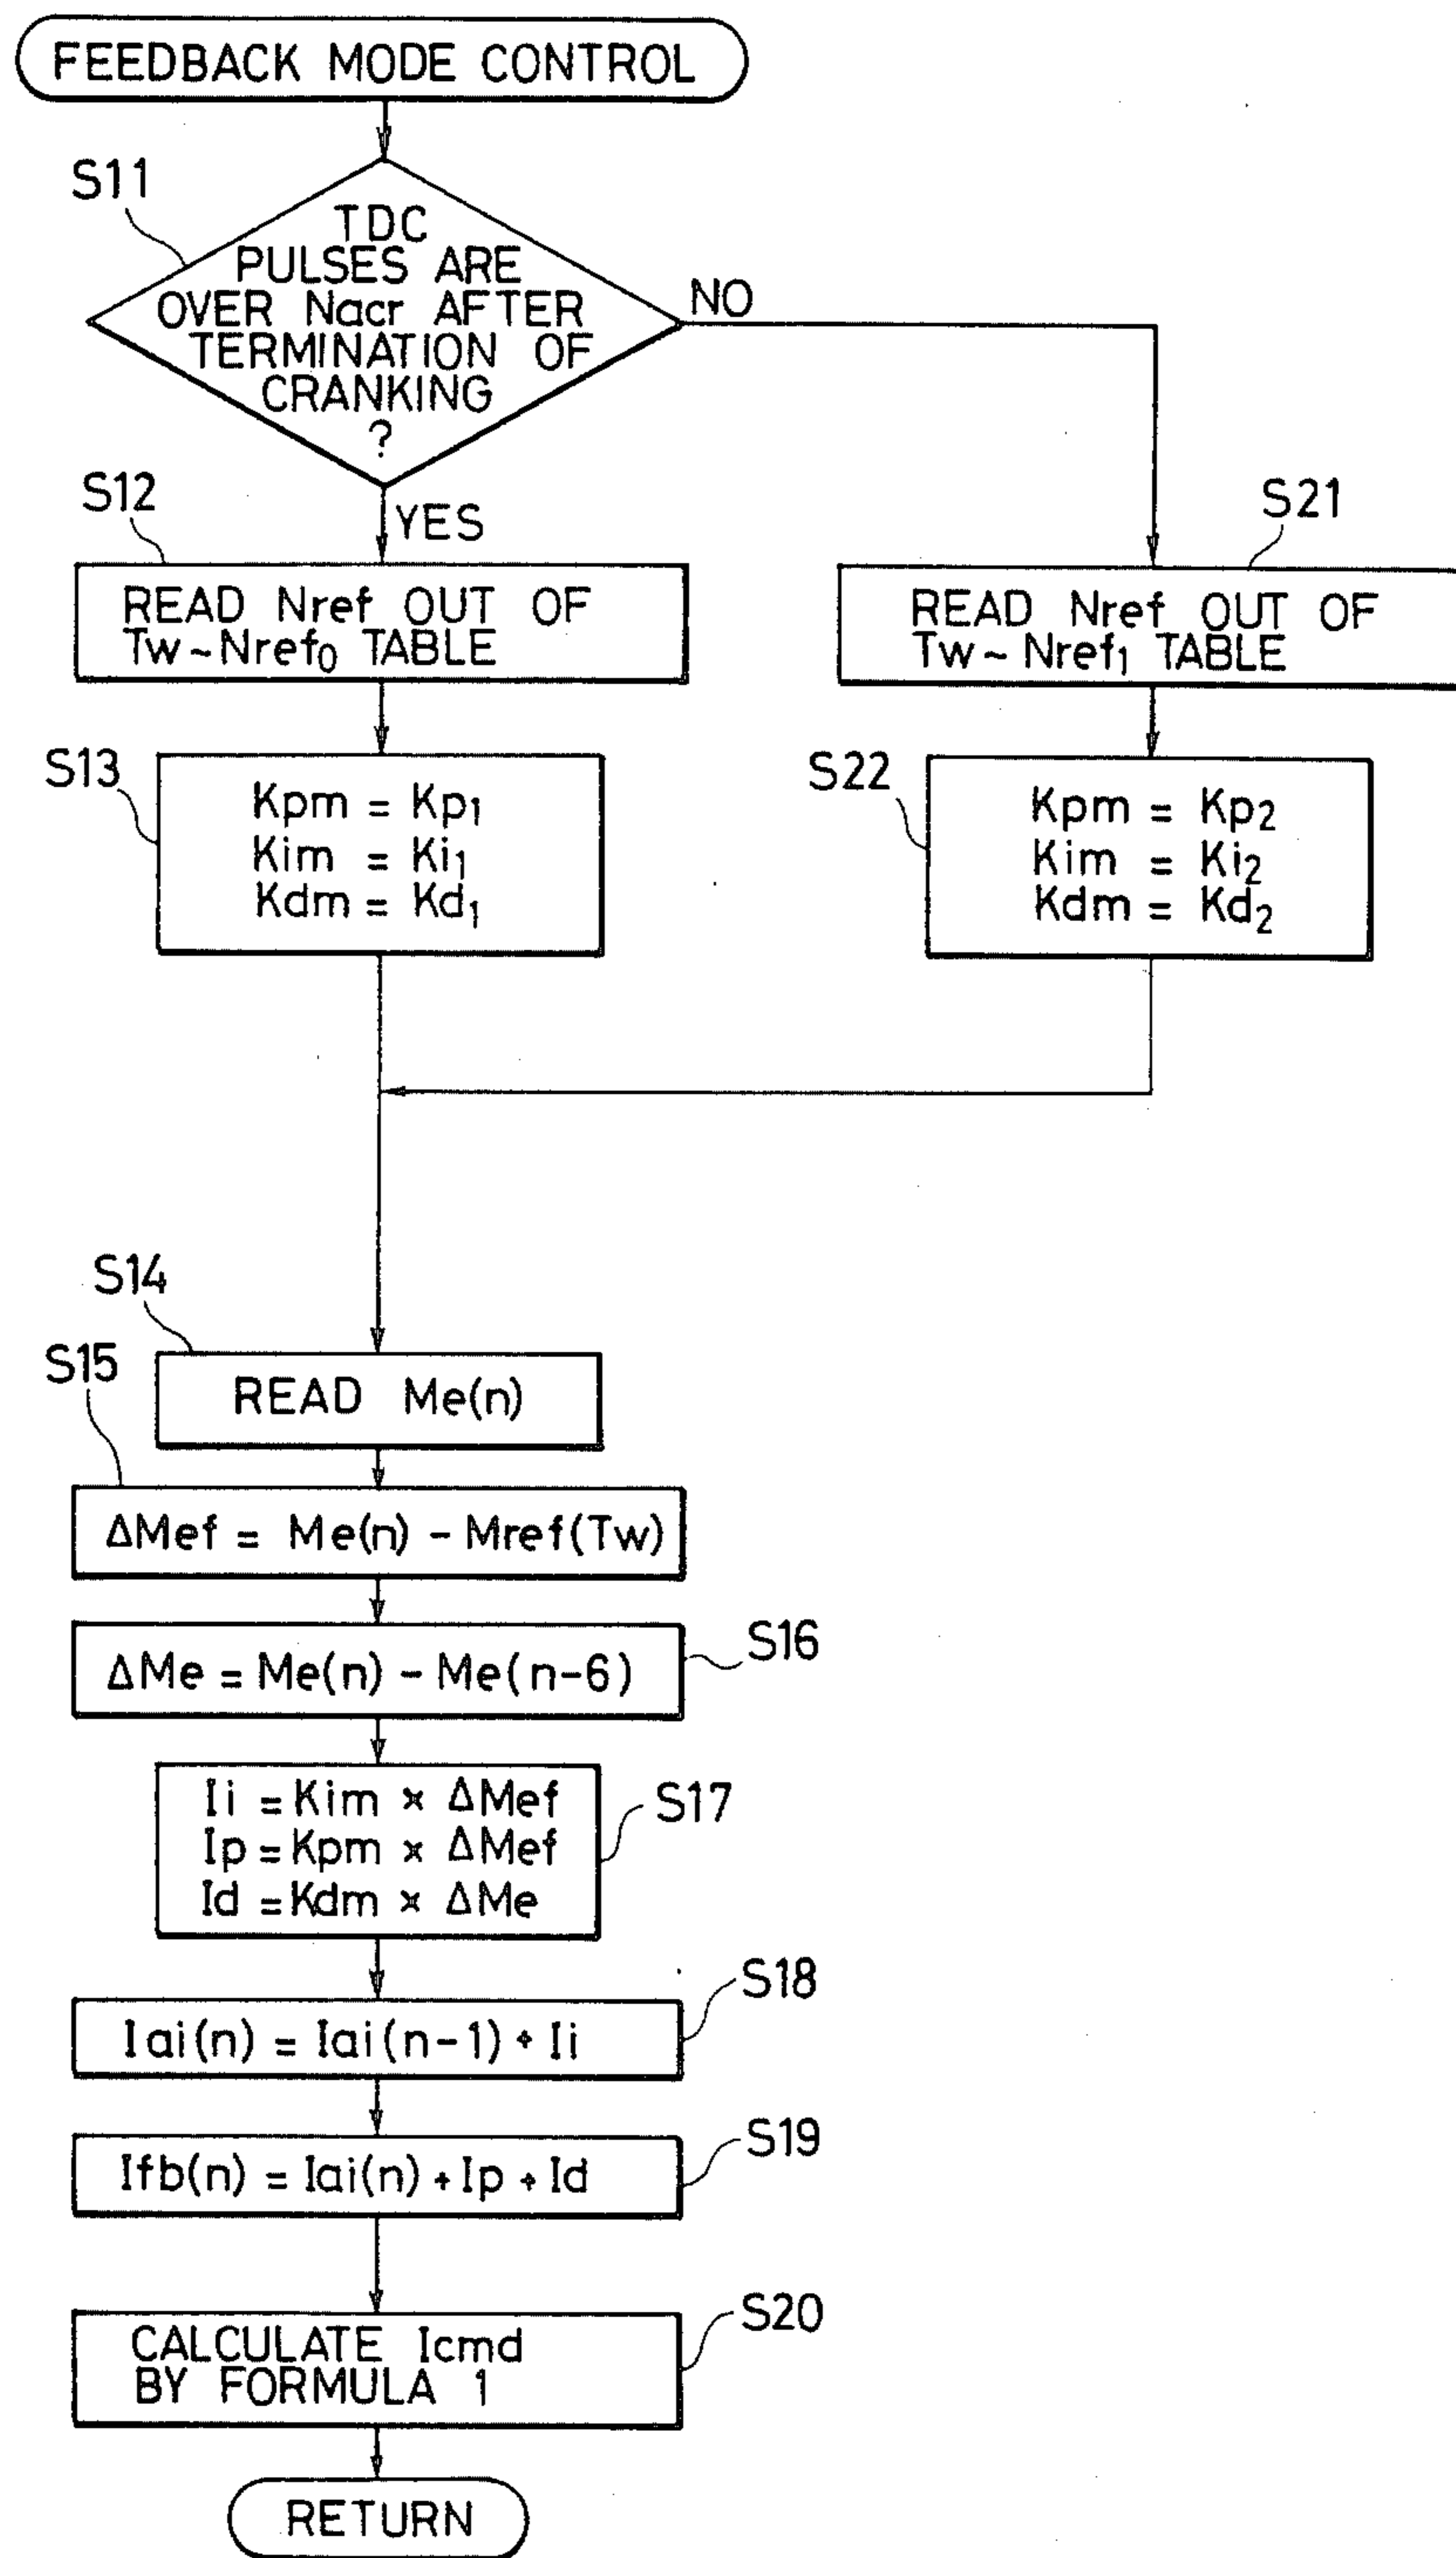 FEEDBACK MODE CONTROL
S11
TDC
PULSES ARE
OVER Nacr AFTER
TERMINATION OF
CRANKING
?
NO
YES
S12
READ Nref OUT OF
Tw~Nref₀ TABLE
S21
READ Nref OUT OF
Tw~Nref₁ TABLE
S13
Kpm = Kp₁
Kim = Ki₁
Kdm = Kd₁
S22
Kpm = Kp₂
Kim = Ki₂
Kdm = Kd₂
S14
READ Me(n)
S15
ΔMef = Me(n) - Mref(Tw)
S16
ΔMe = Me(n) - Me(n-6)
S17
Ii = Kim × ΔMef
Ip = Kpm × ΔMef
Id = Kdm × ΔMe
S18
Iai(n) = Iai(n-1) + Ii
S19
Ifb(n) = Iai(n) + Ip + Id
S20
CALCULATE Icmd
BY FORMULA 1
RETURN